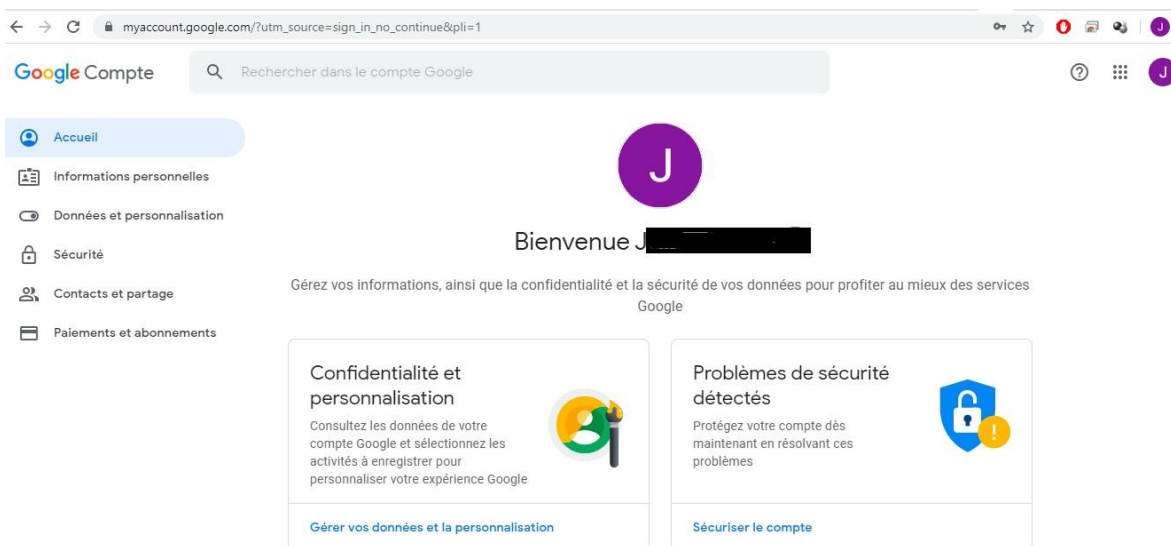 myaccount.google.com/?utm_source=sign_in_no_continue&pli=1
J
Google Compte
Rechercher dans le compte Google
J
Accueil
Informations personnelles
Données et personnalisation
Sécurité
Contacts et partage
Paiements et abonnements
J
Bienvenue J
Gérez vos informations, ainsi que la confidentialité et la sécurité de vos données pour profiter au mieux des services
Google
Confidentialité et
personnalisation
Consultez les données de votre
compte Google et sélectionnez les
activités à enregistrer pour
personnaliser votre expérience Google
Gérer vos données et la personnalisation
Problèmes de sécurité
détectés
Protégez votre compte dès
maintenant en résolvant ces
problèmes
Sécuriser le compte